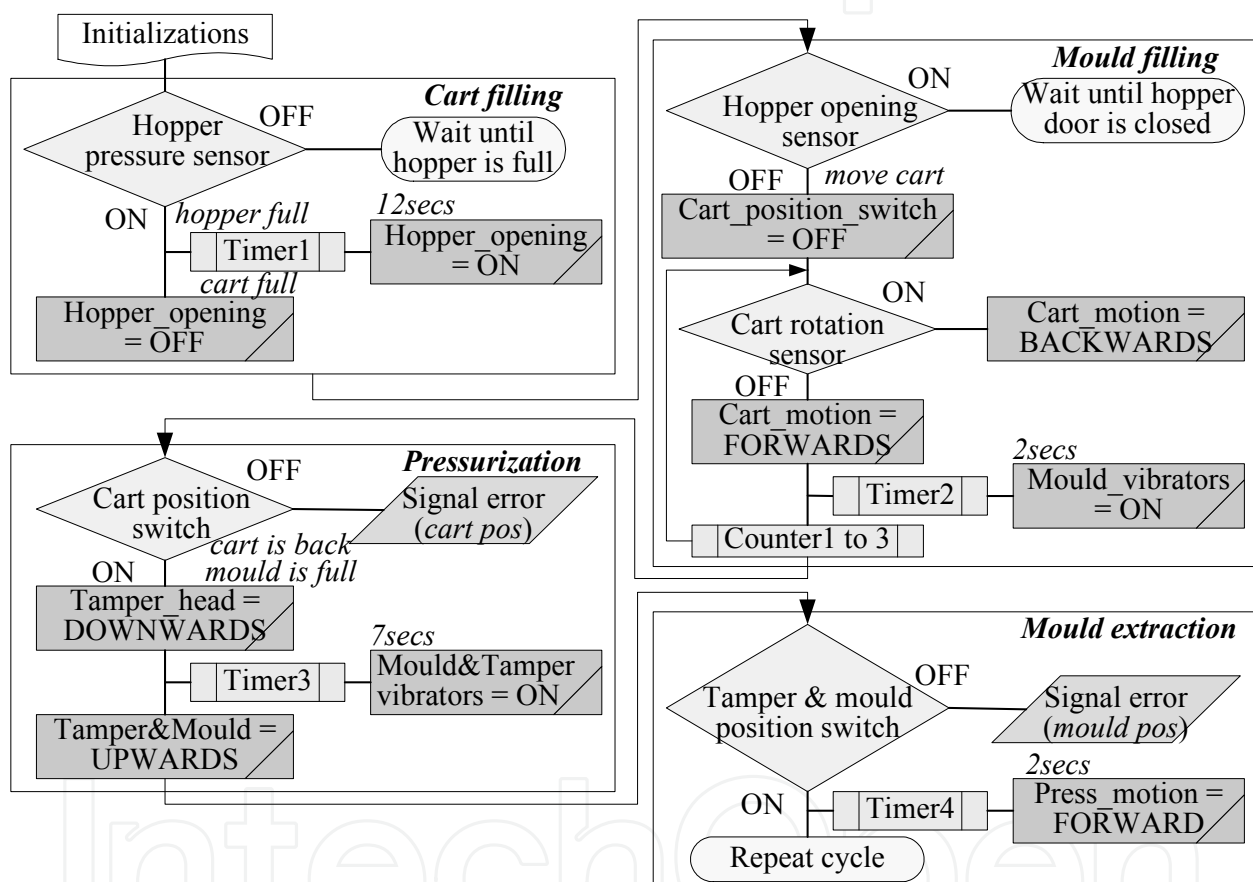 Initializations
Cart filling
Hopper
pressure sensor
OFF
Wait until
hopper is full
ON
hopper full
12secs
Timer1
Hopper_opening
= ON
cart full
Hopper_opening
= OFF
Mould filling
Hopper opening
sensor
ON
Wait until hopper
door is closed
OFF
move cart
Cart_position_switch
= OFF
Cart rotation
sensor
ON
Cart_motion =
BACKWARDS
OFF
Cart_motion =
FORWARDS
2secs
Timer2
Mould_vibrators
= ON
Counter1 to 3
Pressurization
Cart position
switch
OFF
Signal error
(cart pos)
cart is back
mould is full
ON
Tamper_head =
DOWNWARDS
7secs
Timer3
Mould&Tamper
vibrators = ON
Tamper&Mould =
UPWARDS
Mould extraction
Tamper & mould
position switch
OFF
Signal error
(mould pos)
2secs
ON
Timer4
Press_motion =
FORWARD
Repeat cycle
IntechOpen